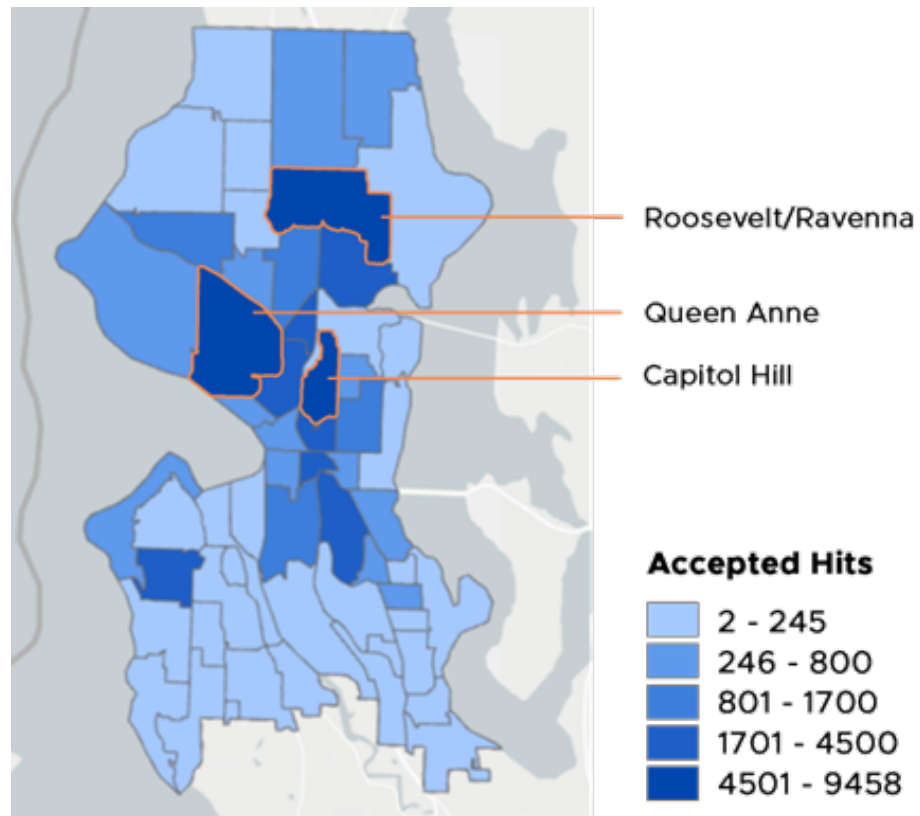 Roosevelt/Ravenna
Queen Anne
Capitol Hill
Accepted Hits
2 - 245
246 - 800
801 - 1700
1701 - 4500
4501 - 9458